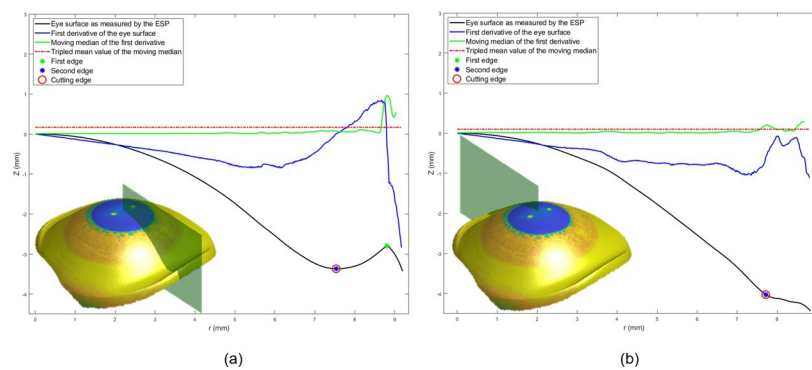 Eye surface as measured by the ESP
First derivative of the eye surface
Moving median of the first derivative
Tripled mean value of the moving median
First edge
Second edge
Cutting edge
3
2
1
0
-1
-2
-3
-4
Z (mm)
0 1 2 3 4 5 6 7 8 9
r (mm)
(a)
Eye surface as measured by the ESP
First derivative of the eye surface
Moving median of the first derivative
Tripled mean value of the moving median
First edge
Second edge
Cutting edge
3
2
1
0
-1
-2
-3
-4
Z (mm)
0 1 2 3 4 5 6 7 8
r (mm)
(b)